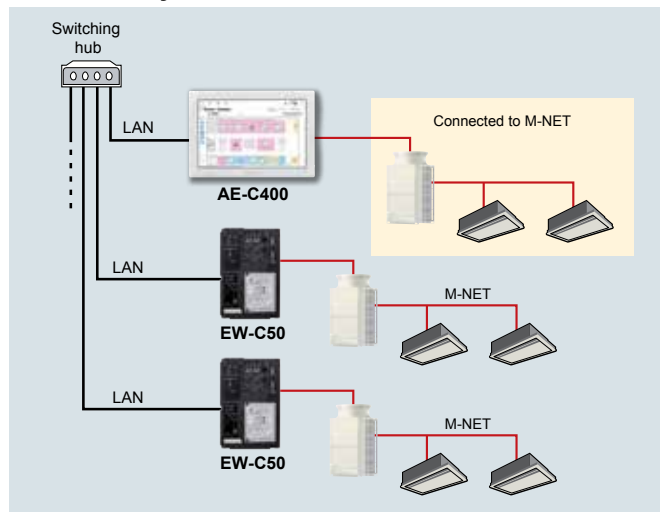 Switching
hub
LAN
Connected to M-NET
AE-C400
LAN
M-NET
EW-C50
LAN
M-NET
EW-C50